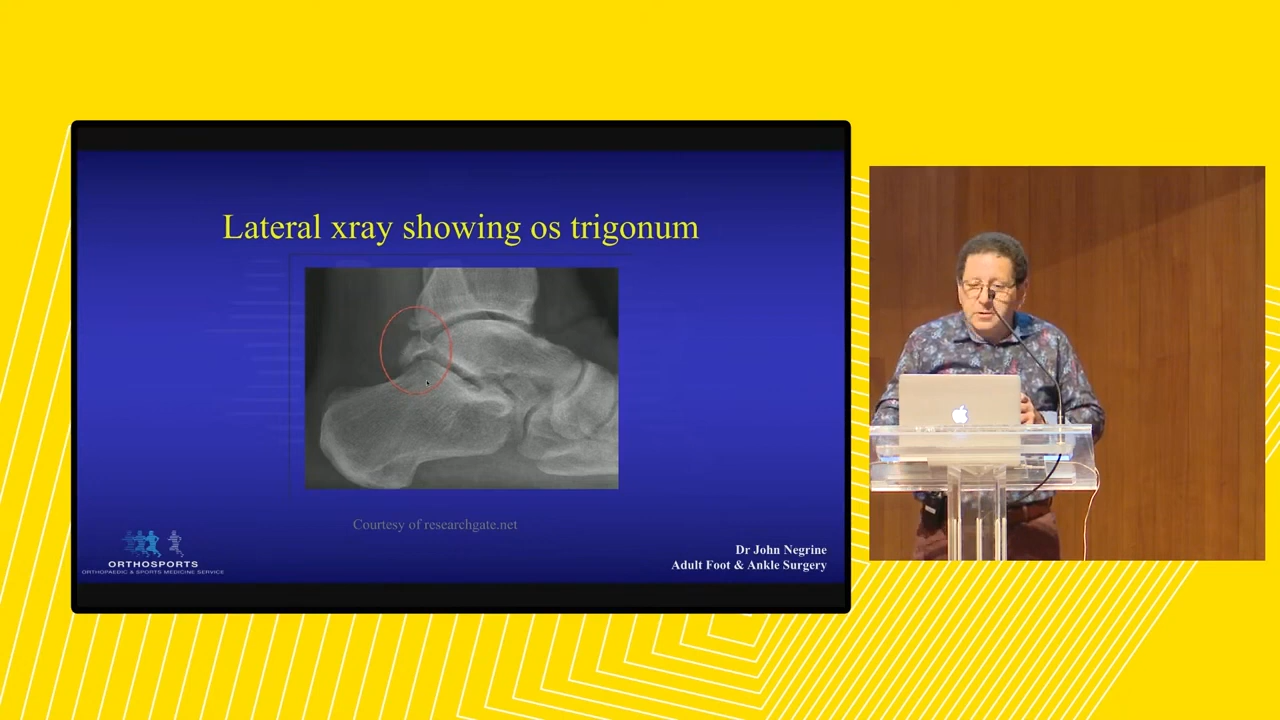 Lateral xray showing os trigonum
Courtesy of researchgate.net
ORTHOSPORTS
ORTHOPAEDIC & SPORTS MEDICINE SERVICE
Dr John Negrine
Adult Foot & Ankle Surgery